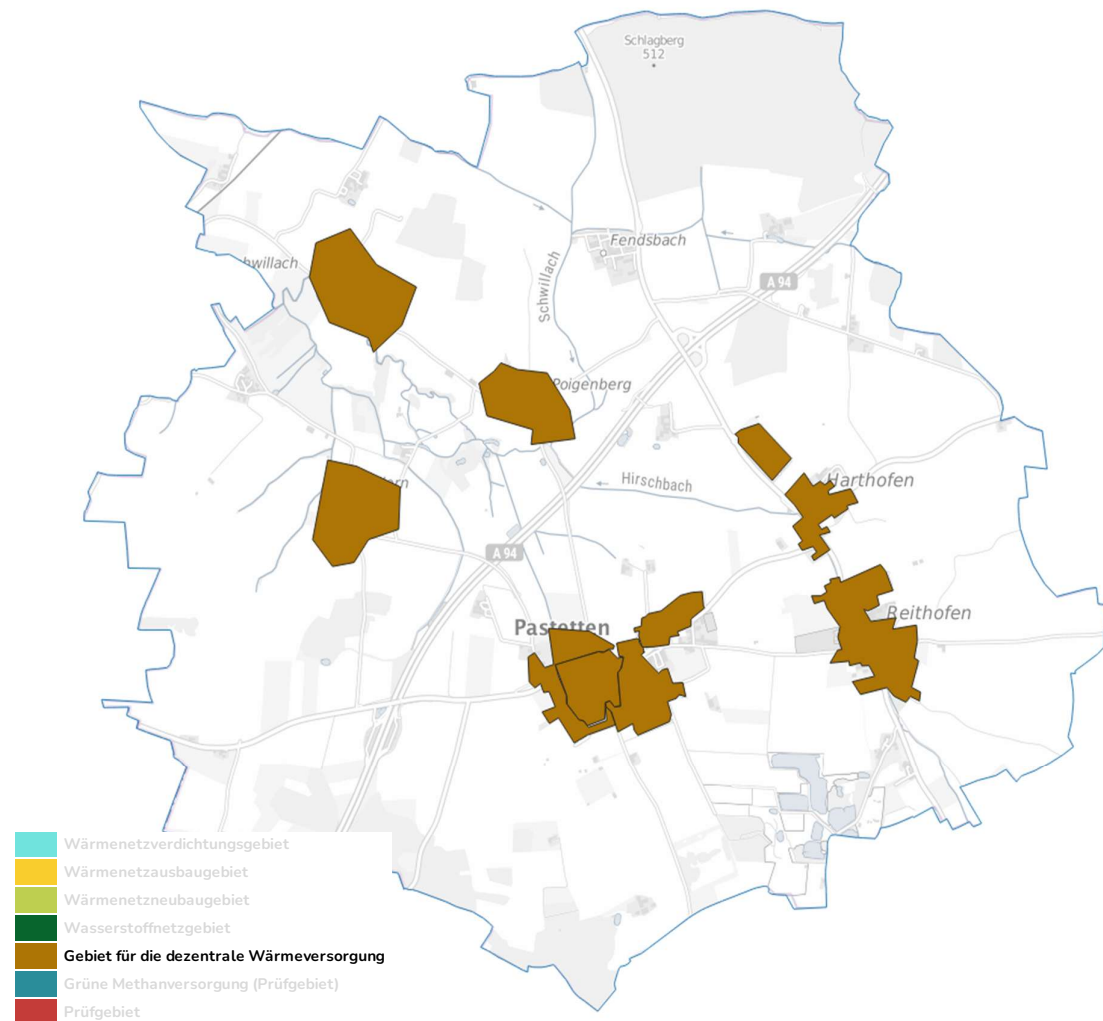 Schlagberg
512
Fendsbach
hwillach
A 94
Schwillach
Poigenberg
Harthofen
Hirschbach
A 94
Reithofen
Pastetten
Wärmenetzverdichtungsgebiet
Wärmenetzausbaugebiet
Wärmenetzneubaugebiet
Wasserstoffnetzgebiet
Gebiet für die dezentrale Wärmeversorgung
Grüne Methanversorgung (Prüfgebiet)
Prüfgebiet